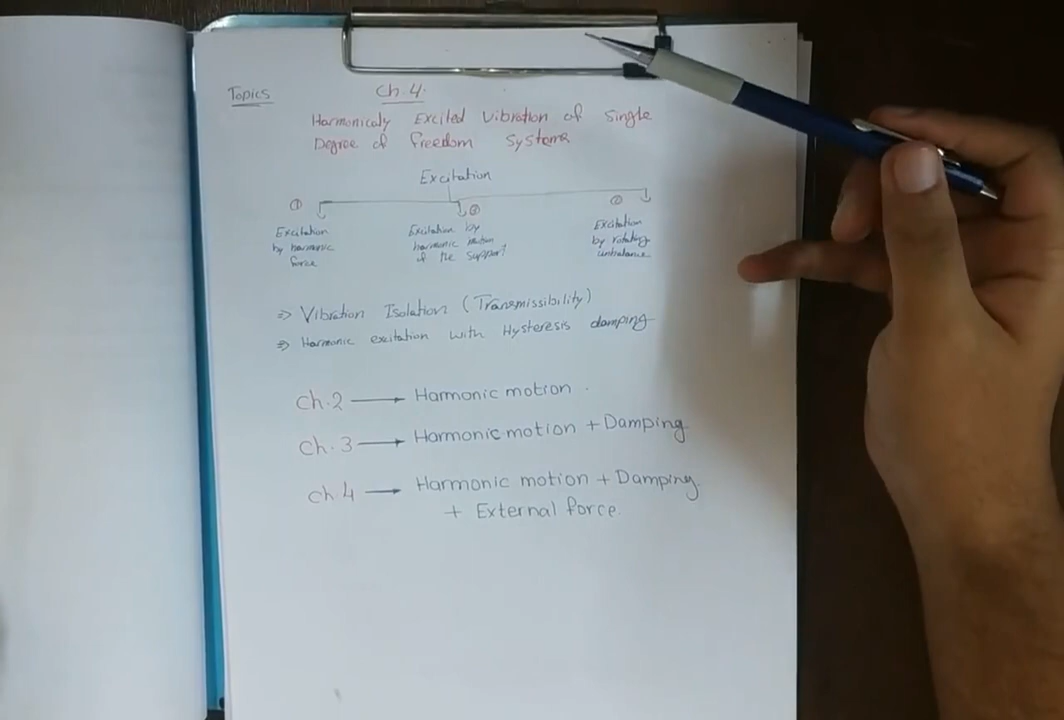 Topics
Ch.4.
Harmonicaly Excited Vibration of Single
Degree of freedom Systems
Excitation
①
Excitation
by harmonic
force
②
Excitation by
harmonic motion
of the support
Excitation
by rotating
unbalance
⇒ Vibration Isolation (Transmissibility)
⇒ Harmonic excitation with Hysteresis damping
Ch.2 → Harmonic motion
Ch.3 → Harmonic motion + Damping
ch.4 → Harmonic motion + Damping
+ External force.